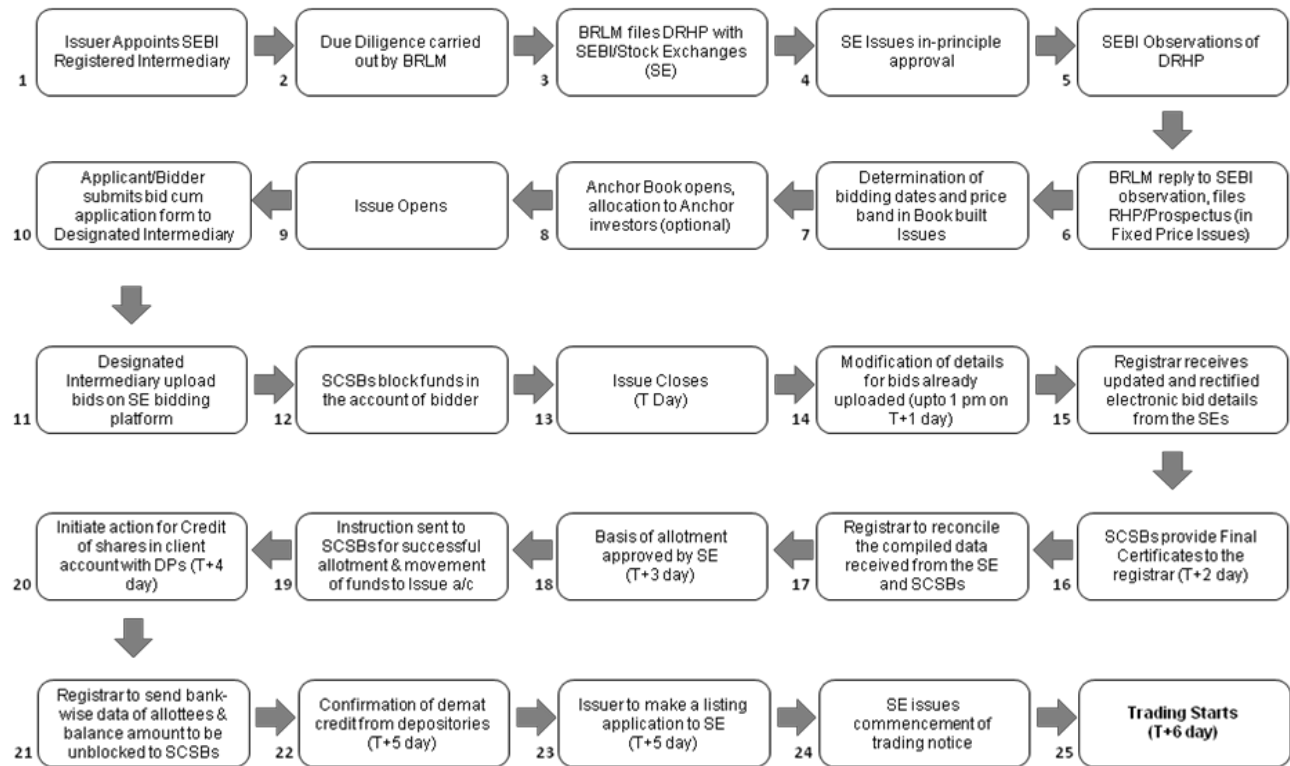 Issuer Appoints SEBI
Registered Intermediary
1
Due Diligence carried
out by BRLM
2
BRLM files DRHP with
SEBI/Stock Exchanges
(SE)
3
SE Issues in-principle
approval
4
SEBI Observations of
DRHP
5
BRLM reply to SEBI
observation, files
RHP/Prospectus (in
Fixed Price Issues)
6
Determination of
bidding dates and price
band in Book built
Issues
7
Anchor Book opens,
allocation to Anchor
investors (optional)
8
Issue Opens
9
Applicant/Bidder
submits bid cum
application form to
Designated Intermediary
10
Designated
Intermediary upload
bids on SE bidding
platform
11
SCSBs block funds in
the account of bidder
12
Issue Closes
(T Day)
13
Modification of details
for bids already
uploaded (upto 1 pm on
T+1 day)
14
Registrar receives
updated and rectified
electronic bid details
from the SEs
15
SCSBs provide Final
Certificates to the
registrar (T+2 day)
16
Registrar to reconcile
the compiled data
received from the SE
and SCSBs
17
Basis of allotment
approved by SE
(T+3 day)
18
Instruction sent to
SCSBs for successful
allotment & movement
of funds to Issue a/c
19
Initiate action for Credit
of shares in client
account with DPs (T+4
day)
20
Registrar to send bank-
wise data of allottees &
balance amount to be
unblocked to SCSBs
21
Confirmation of demat
credit from depositories
(T+5 day)
22
Issuer to make a listing
application to SE
(T+5 day)
23
SE issues
commencement of
trading notice
24
Trading Starts
(T+6 day)
25